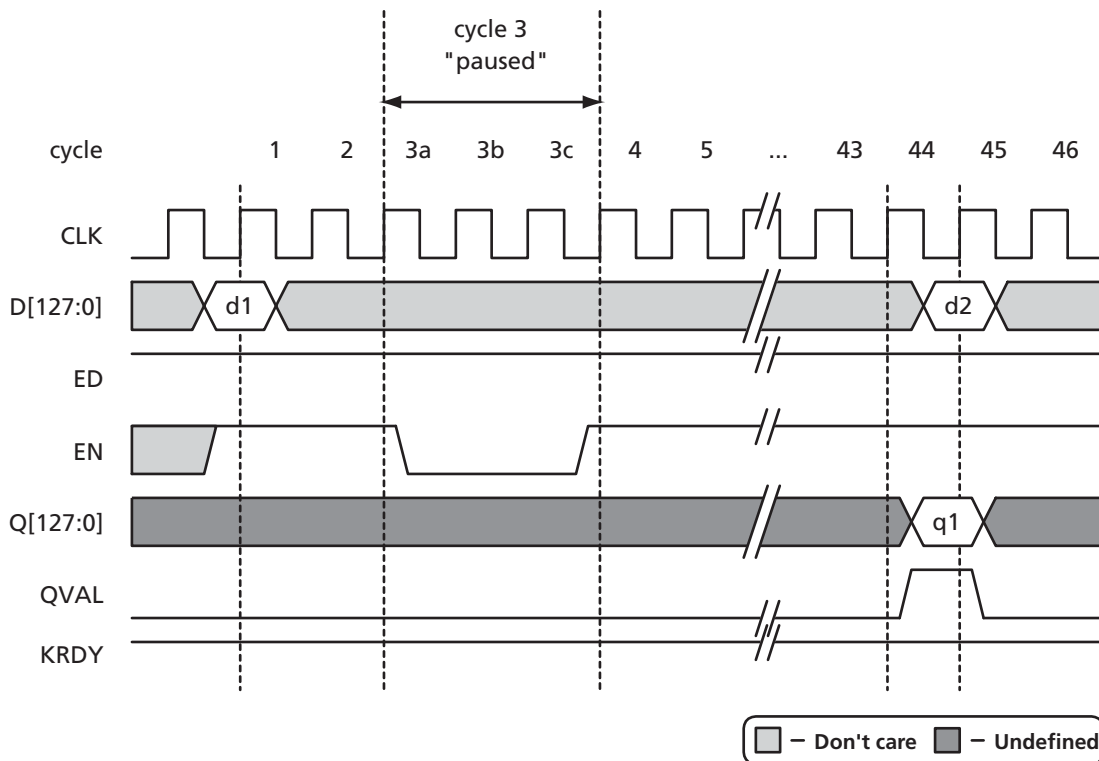 cycle 3
"paused"
cycle 1 2 3a 3b 3c 4 5 ... 43 44 45 46
CLK
D[127:0] d1 d2
ED
EN
Q[127:0] q1
QVAL
KRDY
– Don't care – Undefined